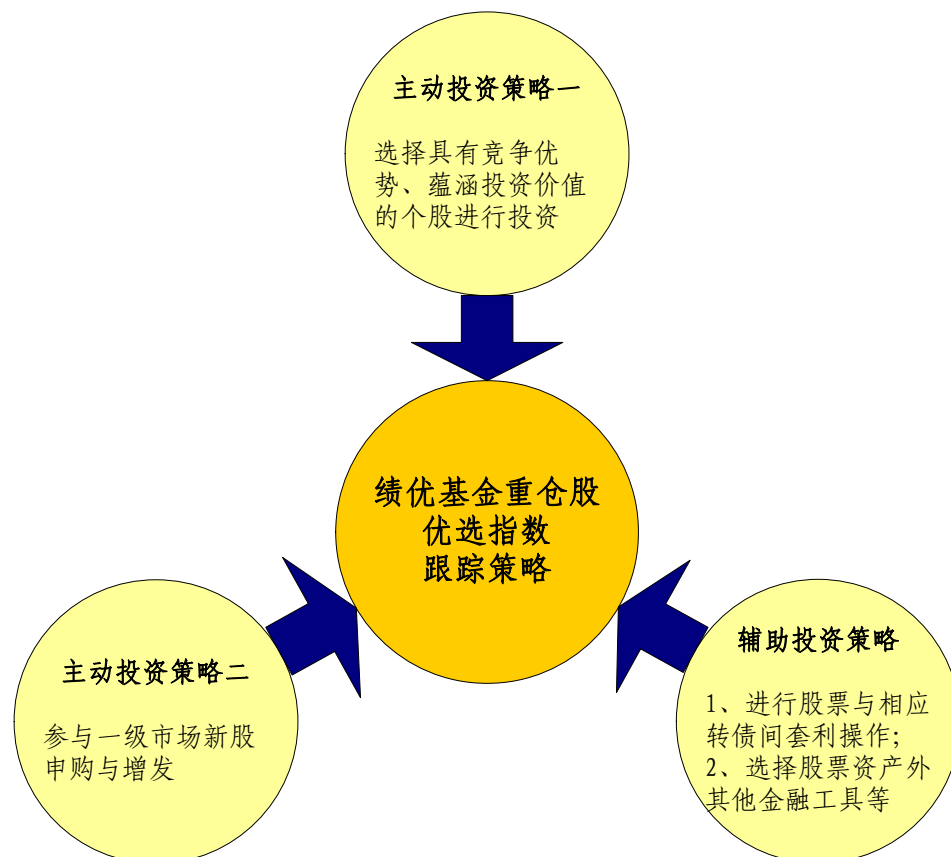 主动投资策略一
选择具有竞争优
势、蕴涵投资价值
的个股进行投资
绩优基金重仓股
优选指数
跟踪策略
主动投资策略二
参与一级市场新股
申购与增发
辅助投资策略
1、进行股票与相应
转债间套利操作;
2、选择股票资产外
其他金融工具等